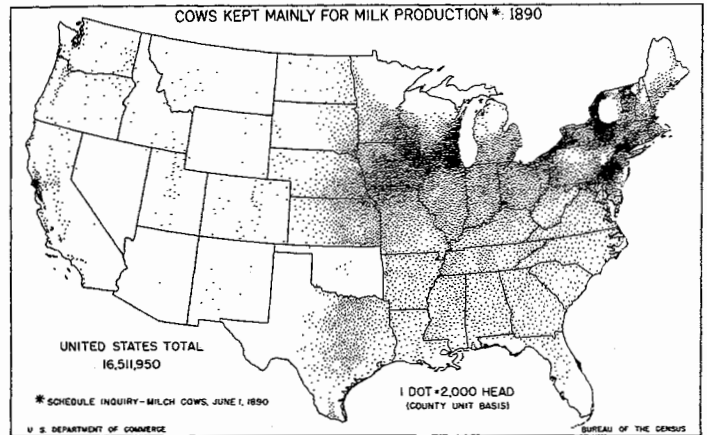 COWS KEPT MAINLY FOR MILK PRODUCTION*: 1890
UNITED STATES TOTAL
16,511,950
1 DOT=2,000 HEAD
(COUNTY UNIT BASIS)
* SCHEDULE INQUIRY-MILCH COWS, JUNE 1, 1890
U S. DEPARTMENT OF COMMERCE
BUREAU OF THE CENSUS